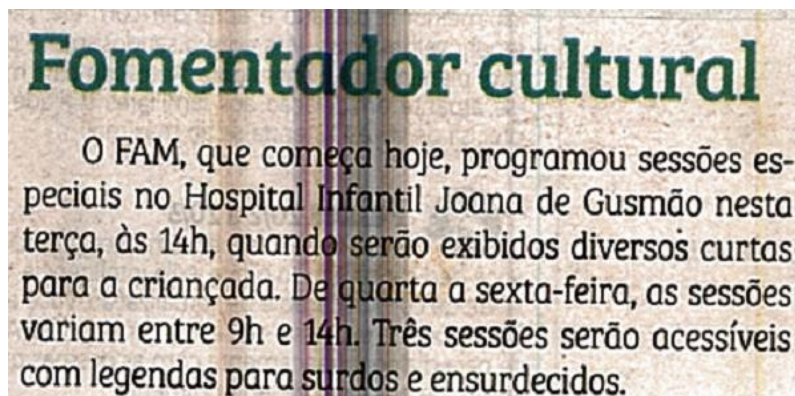 Fomentador cultural
O FAM, que começa hoje, programou sessões es-
peciais no Hospital Infantil Joana de Gusmão nesta
terça, às 14h, quando serão exibidos diversos curtas
para a criançada. De quarta a sexta-feira, as sessões
variam entre 9h e 14h. Três sessões serão acessíveis
com legendas para surdos e ensurdecidos.